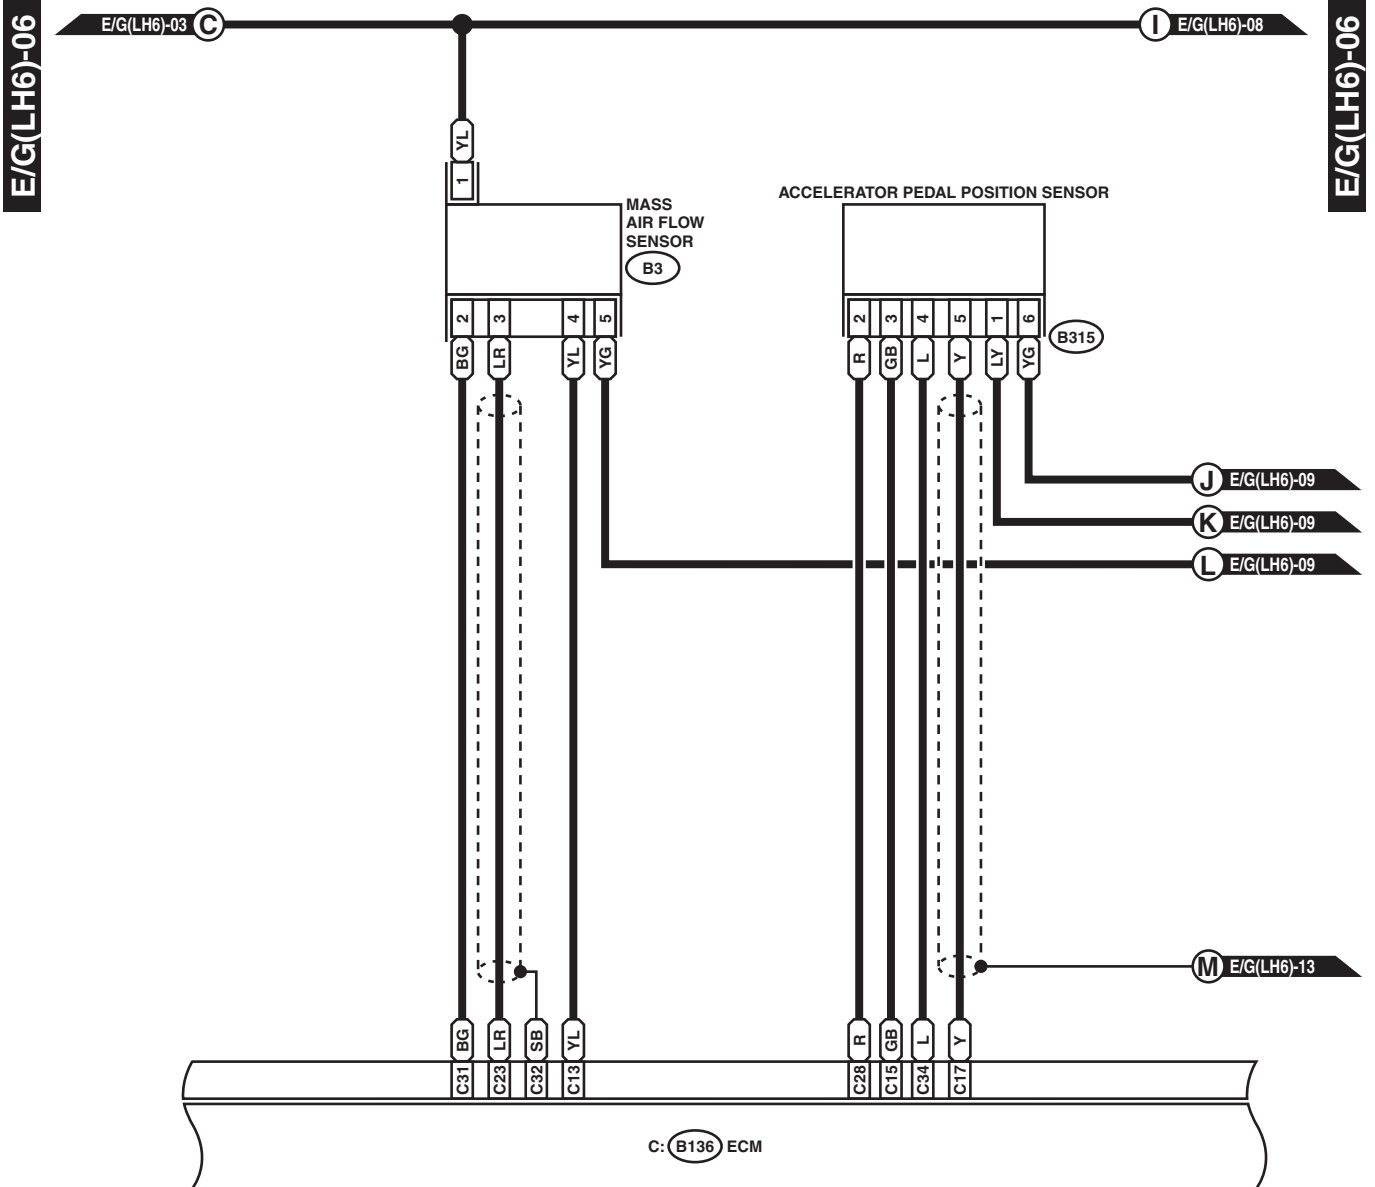 E/G(LH6)-06
E/G(LH6)-03 C
I E/G(LH6)-08
E/G(LH6)-06
YL
1
MASS
AIR FLOW
SENSOR
B3
ACCELERATOR PEDAL POSITION SENSOR
2 3 4 5
BG LR YL YG
2 3 4 5 1 6
B315
R GB L Y LY YG
J E/G(LH6)-09
K E/G(LH6)-09
L E/G(LH6)-09
M E/G(LH6)-13
BG LR SB YL
R GB L Y
C31 C23 C32 C13
C28 C15 C34 C17
C: B136 ECM